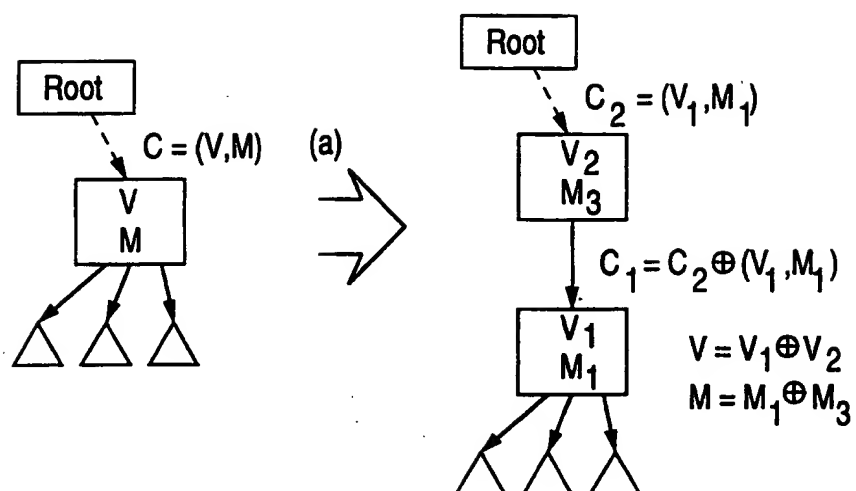 Root
C = (V,M)
V
M
(a)
Root
C₂ = (V₁,M₁)
V₂
M₃
C₁ = C₂ ⊕ (V₁,M₁)
V₁
M₁
V = V₁⊕V₂
M = M₁⊕M₃